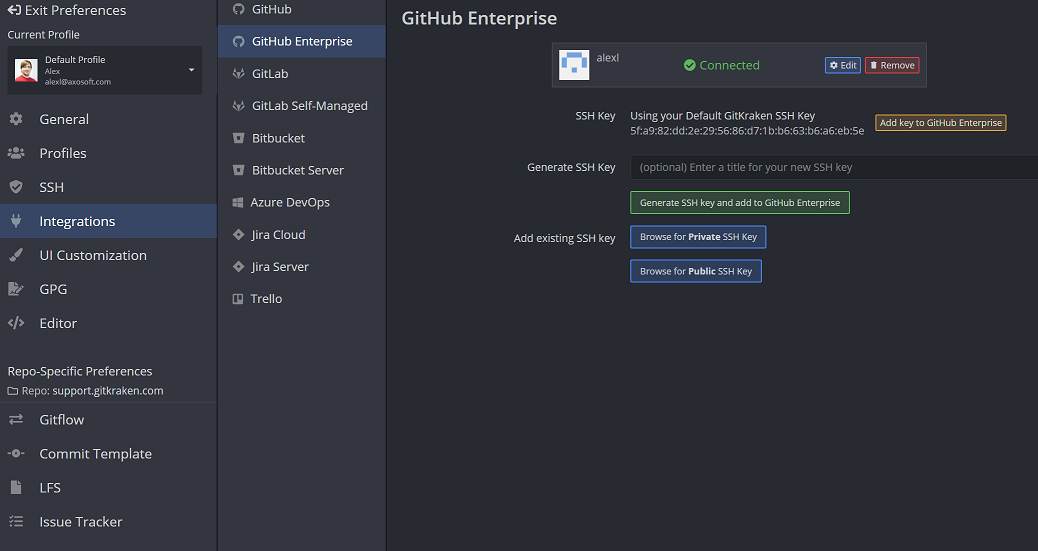 Exit Preferences
Current Profile
Default Profile
Alex
alexl@axosoft.com
General
Profiles
SSH
Integrations
UI Customization
GPG
Editor
Repo-Specific Preferences
Repo: support.gitkraken.com
Gitflow
Commit Template
LFS
Issue Tracker
GitHub
GitHub Enterprise
GitLab
GitLab Self-Managed
Bitbucket
Bitbucket Server
Azure DevOps
Jira Cloud
Jira Server
Trello
GitHub Enterprise
alexl
Connected
Edit
Remove
SSH Key
Using your Default GitKraken SSH Key
5f:a9:82:dd:2e:29:56:86:d7:1b:b6:63:b6:a6:eb:5e
Add key to GitHub Enterprise
Generate SSH Key
(optional) Enter a title for your new SSH key
Generate SSH key and add to GitHub Enterprise
Add existing SSH key
Browse for Private SSH Key
Browse for Public SSH Key